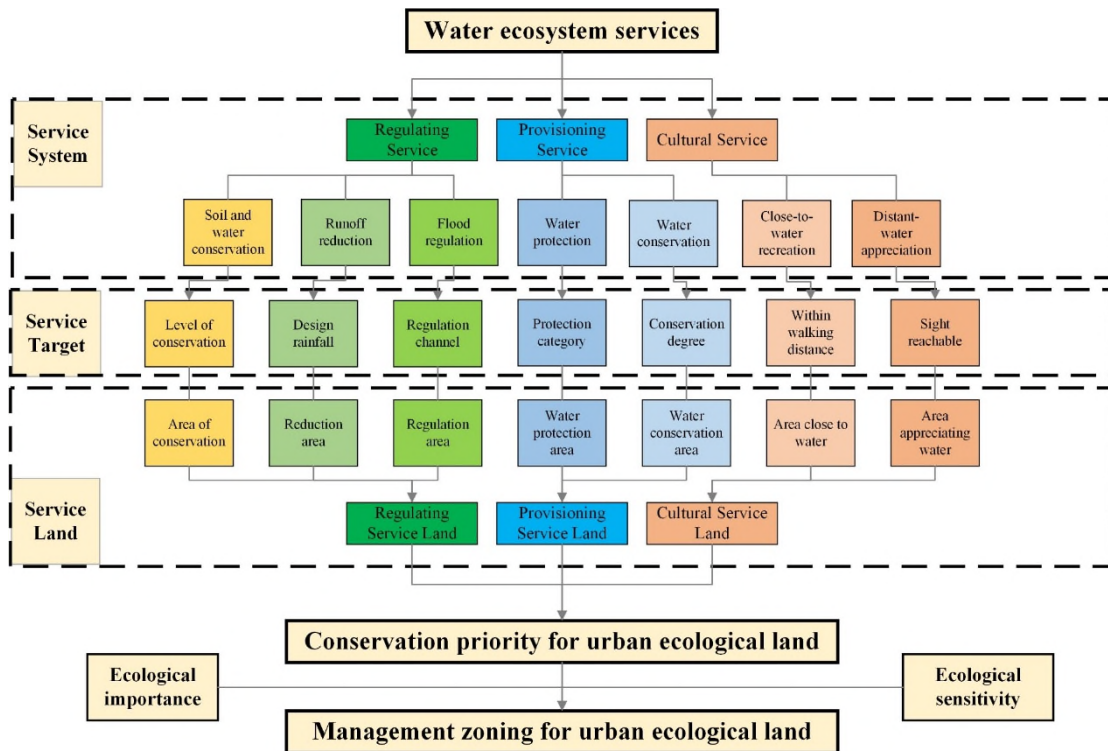 Water ecosystem services
Service
System
Regulating
Service
Provisioning
Service
Cultural Service
Soil and
water
conservation
Runoff
reduction
Flood
regulation
Water
protection
Water
conservation
Close-to-
water
recreation
Distant-
water
appreciation
Service
Target
Level of
conservation
Design
rainfall
Regulation
channel
Protection
category
Conservation
degree
Within
walking
distance
Sight
reachable
Service
Land
Area of
conservation
Reduction
area
Regulation
area
Water
protection
area
Water
conservation
area
Area close to
water
Area
appreciating
water
Regulating
Service Land
Provisioning
Service Land
Cultural Service
Land
Conservation priority for urban ecological land
Ecological
importance
Ecological
sensitivity
Management zoning for urban ecological land